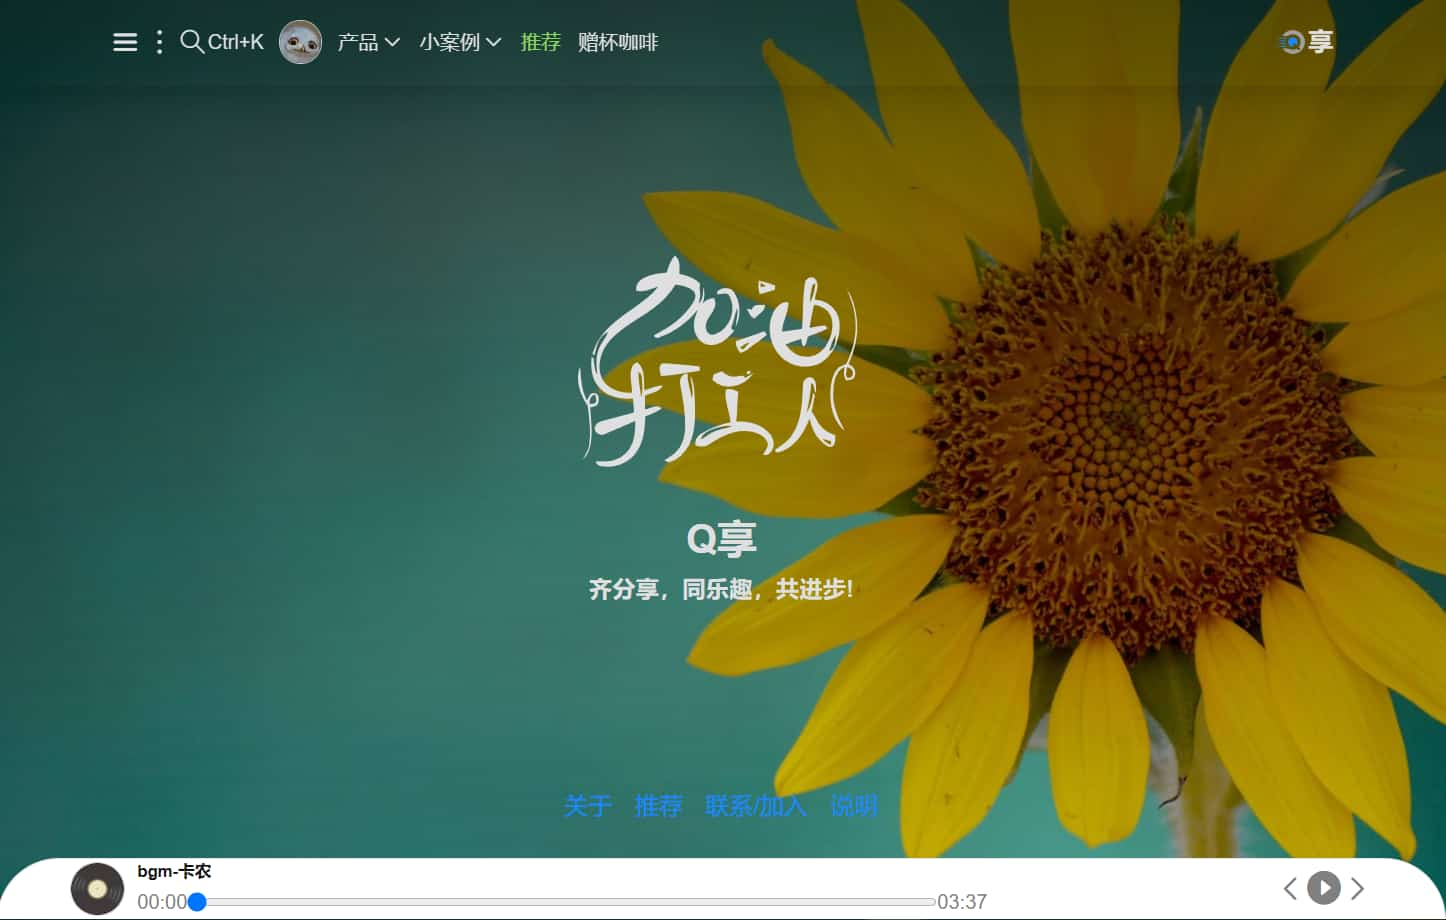 Ctrl+K 产品 小案例 推荐 赠杯咖啡 Q享
加油
打工人
Q享
齐分享，同乐趣，共进步!
关于 推荐 联系/加入 说明
bgm-卡农
00:00 03:37